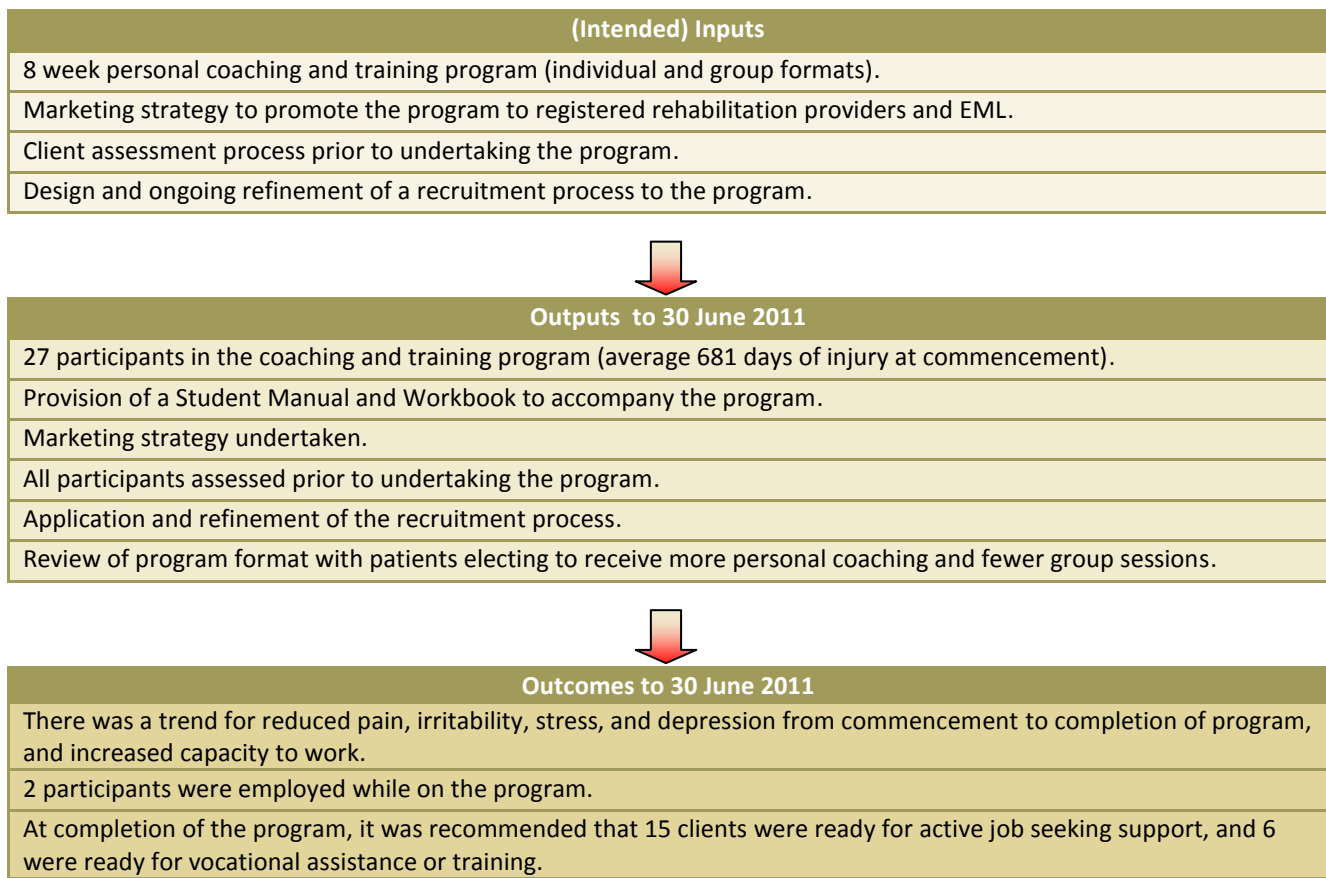 (Intended) Inputs
8 week personal coaching and training program (individual and group formats).
Marketing strategy to promote the program to registered rehabilitation providers and EML.
Client assessment process prior to undertaking the program.
Design and ongoing refinement of a recruitment process to the program.
Outputs to 30 June 2011
27 participants in the coaching and training program (average 681 days of injury at commencement).
Provision of a Student Manual and Workbook to accompany the program.
Marketing strategy undertaken.
All participants assessed prior to undertaking the program.
Application and refinement of the recruitment process.
Review of program format with patients electing to receive more personal coaching and fewer group sessions.
Outcomes to 30 June 2011
There was a trend for reduced pain, irritability, stress, and depression from commencement to completion of program,
and increased capacity to work.
2 participants were employed while on the program.
At completion of the program, it was recommended that 15 clients were ready for active job seeking support, and 6
were ready for vocational assistance or training.